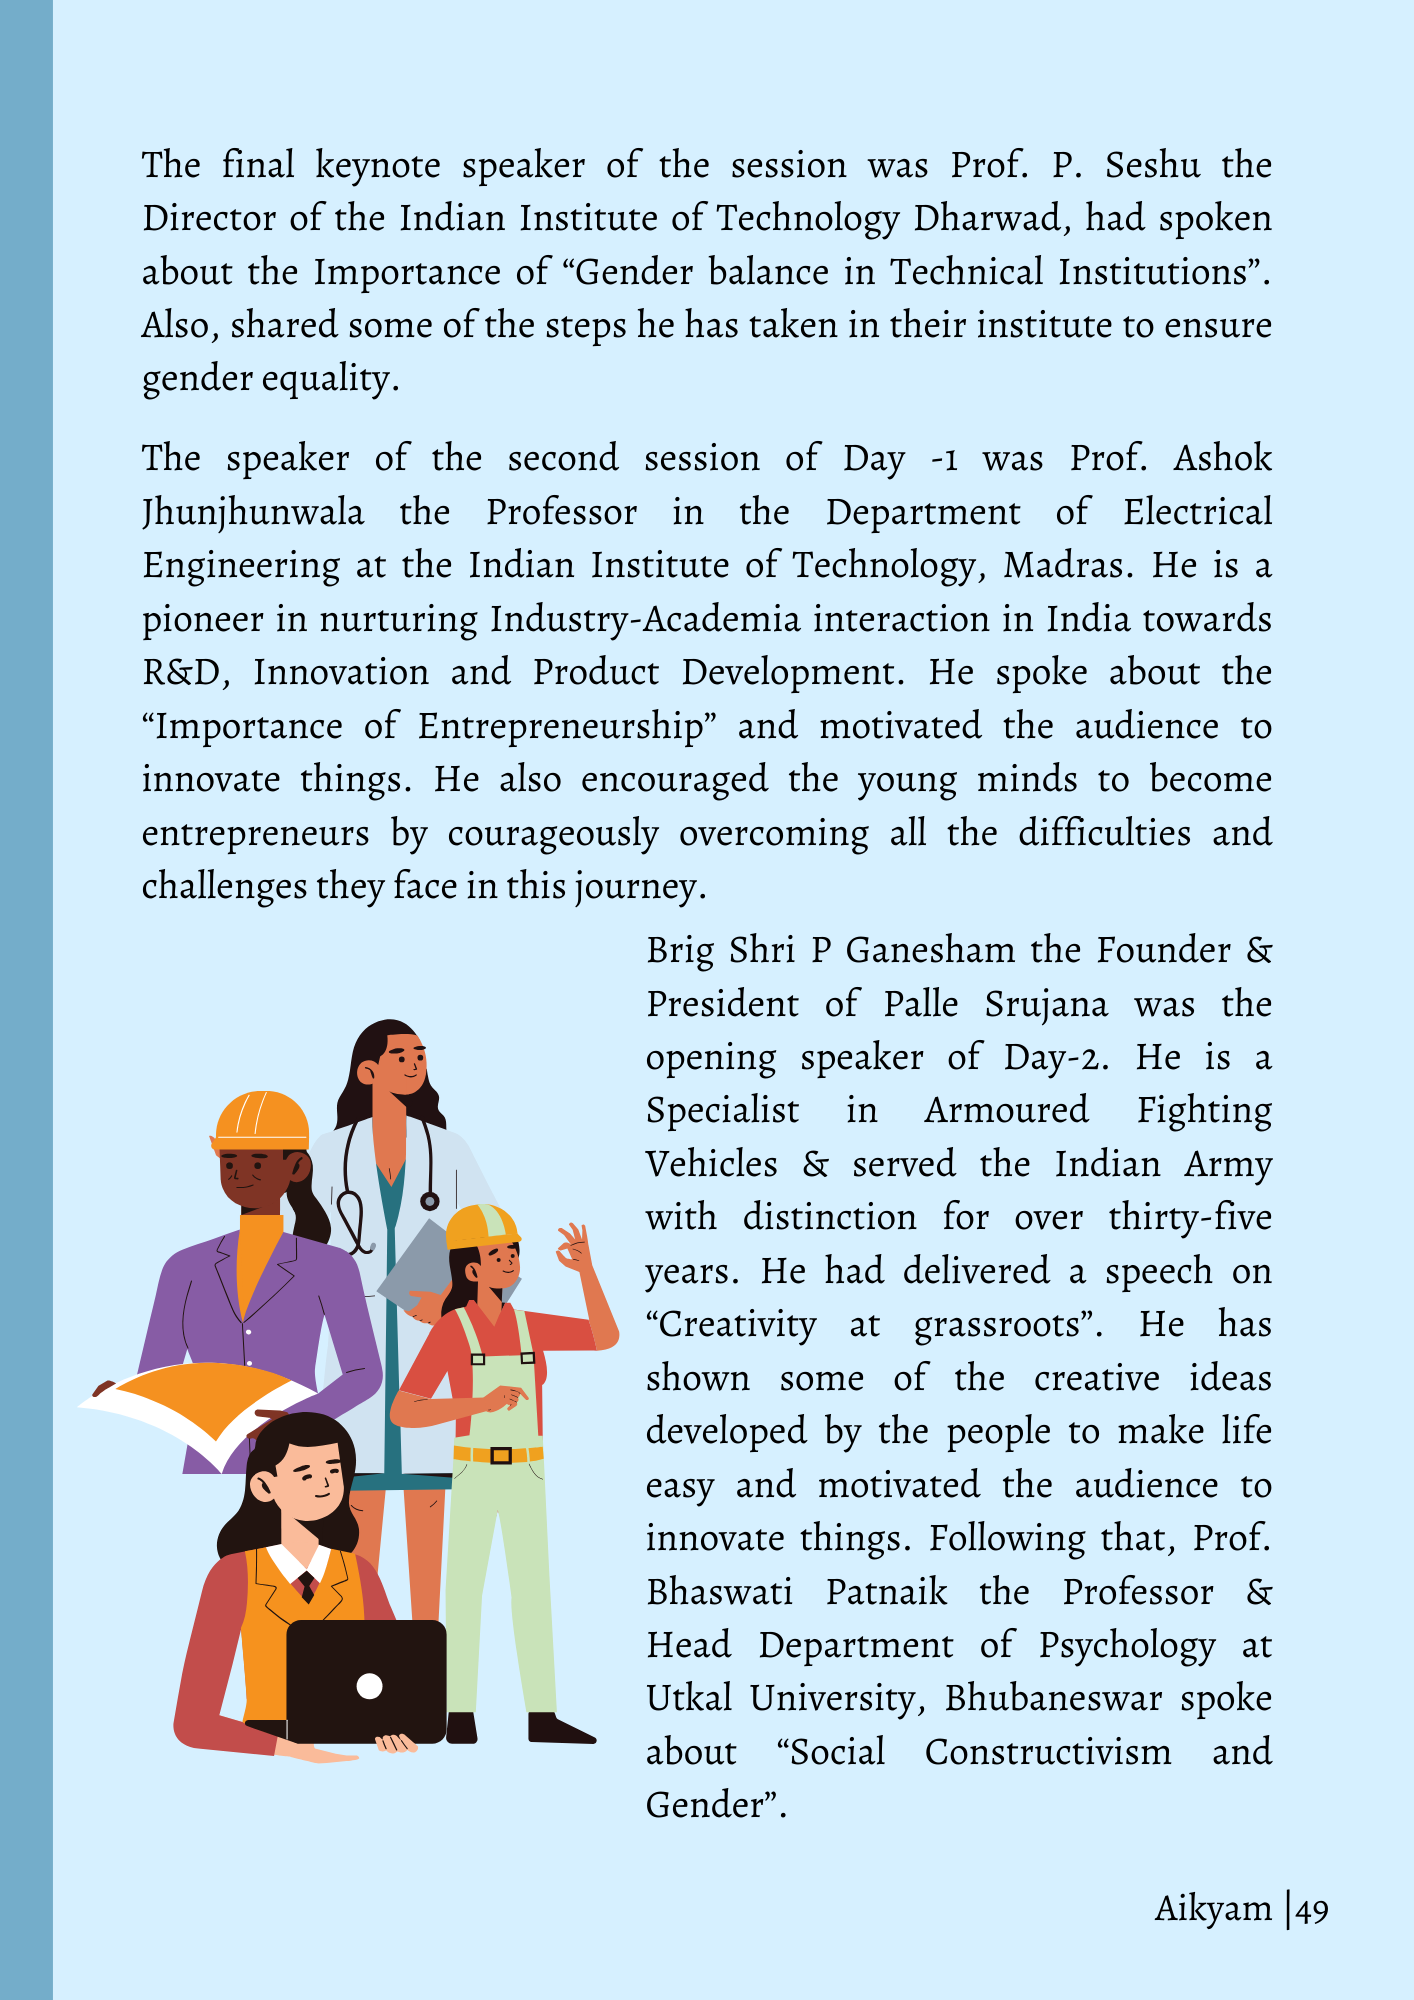 The final keynote speaker of the session was Prof. P. Seshu the
Director of the Indian Institute of Technology Dharwad, had spoken
about the Importance of “Gender balance in Technical Institutions”.
Also, shared some of the steps he has taken in their institute to ensure
gender equality.
The speaker of the second session of Day -1 was Prof. Ashok
Jhunjhunwala the Professor in the Department of Electrical
Engineering at the Indian Institute of Technology, Madras. He is a
pioneer in nurturing Industry-Academia interaction in India towards
R&D, Innovation and Product Development. He spoke about the
“Importance of Entrepreneurship” and motivated the audience to
innovate things. He also encouraged the young minds to become
entrepreneurs by courageously overcoming all the difficulties and
challenges they face in this journey.
Brig Shri P Ganesham the Founder &
President of Palle Srujana was the
opening speaker of Day-2. He is a
Specialist in Armoured Fighting
Vehicles & served the Indian Army
with distinction for over thirty-five
years. He had delivered a speech on
“Creativity at grassroots”. He has
shown some of the creative ideas
developed by the people to make life
easy and motivated the audience to
innovate things. Following that, Prof.
Bhaswati Patnaik the Professor &
Head Department of Psychology at
Utkal University, Bhubaneswar spoke
about “Social Constructivism and
Gender”.
Aikyam |49